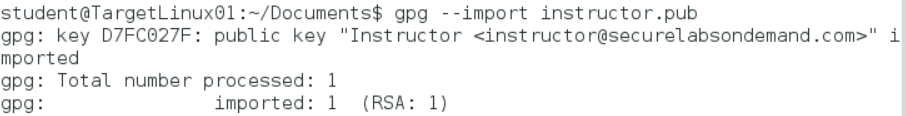 student@TargetLinux01:~/Documents$ gpg --import instructor.pub
gpg: key D7FC027F: public key "Instructor <instructor@securelabsondemand.com>" i
mported
gpg: Total number processed: 1
gpg:               imported: 1  (RSA: 1)